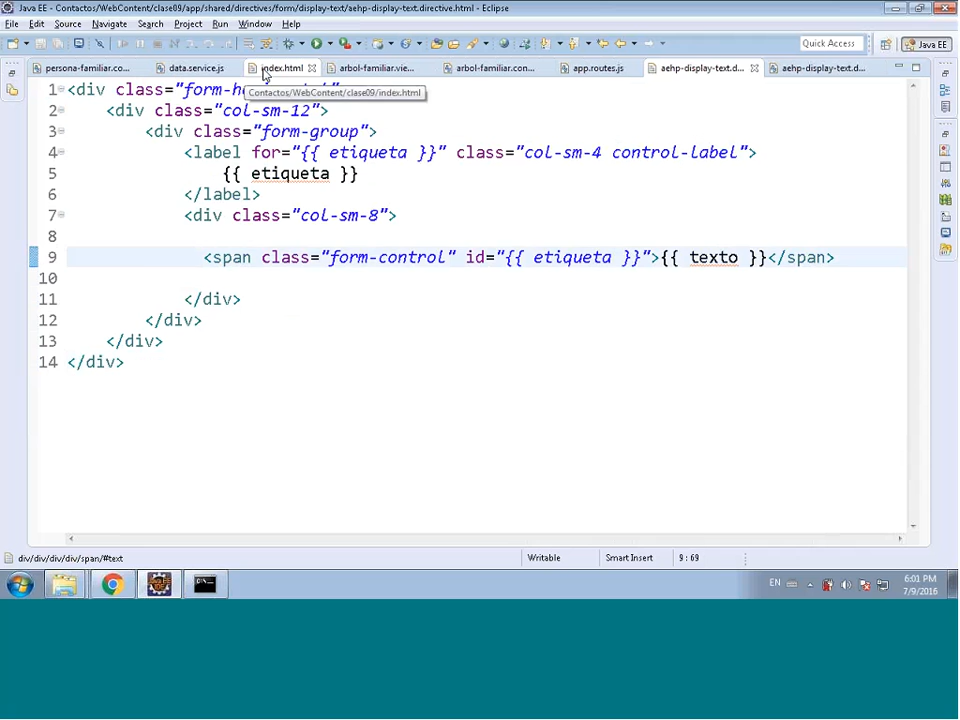 Java EE - Contactos/WebContent/clase09/app/shared/directives/form/display-text/aehp-display-text.directive.html - Eclipse
File Edit Source Navigate Search Project Run Window Help
Quick Access Java EE
persona-familiar.co... data.service.js index.html arbol-familiar.vie... arbol-familiar.con... app.routes.js aehp-display-text.d... aehp-display-text.d...
Contactos/WebContent/clase09/index.html
1 <div class="form-h
2 <div class="col-sm-12">
3 <div class="form-group">
4 <label for="{{ etiqueta }}" class="col-sm-4 control-label">
5 {{ etiqueta }}
6 </label>
7 <div class="col-sm-8">
8
9 <span class="form-control" id="{{ etiqueta }}">{{ texto }}</span>
10
11 </div>
12 </div>
13 </div>
14 </div>
div/div/div/div/span/#text Writable Smart Insert 9 : 69
EN 6:01 PM
7/9/2016